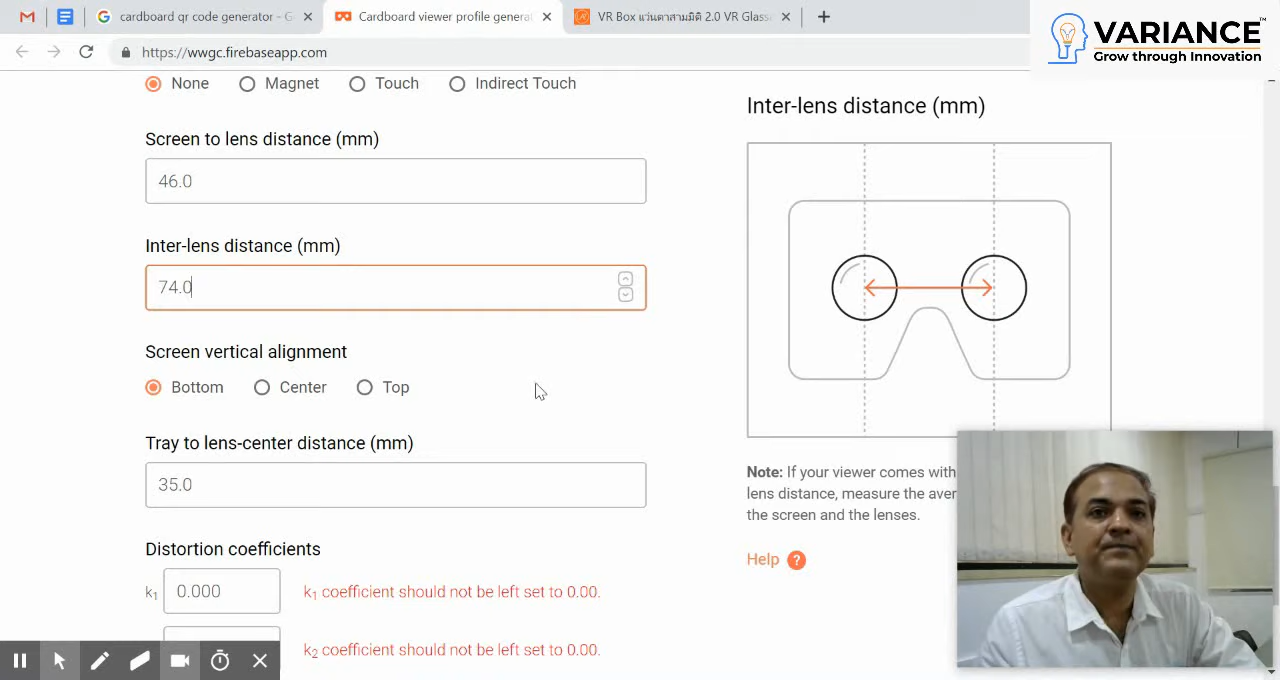 cardboard qr code generator - G
Cardboard viewer profile genera
VR Box แว่นตาสามมิติ 2.0 VR Glass
https://wwgc.firebaseapp.com
VARIANCE™
Grow through Innovation
None
Magnet
Touch
Indirect Touch
Screen to lens distance (mm)
46.0
Inter-lens distance (mm)
74.0
Screen vertical alignment
Bottom
Center
Top
Tray to lens-center distance (mm)
35.0
Distortion coefficients
k₁
0.000
k₁ coefficient should not be left set to 0.00.
k₂ coefficient should not be left set to 0.00.
Inter-lens distance (mm)
Note: If your viewer comes with
lens distance, measure the aver
the screen and the lenses.
Help ?